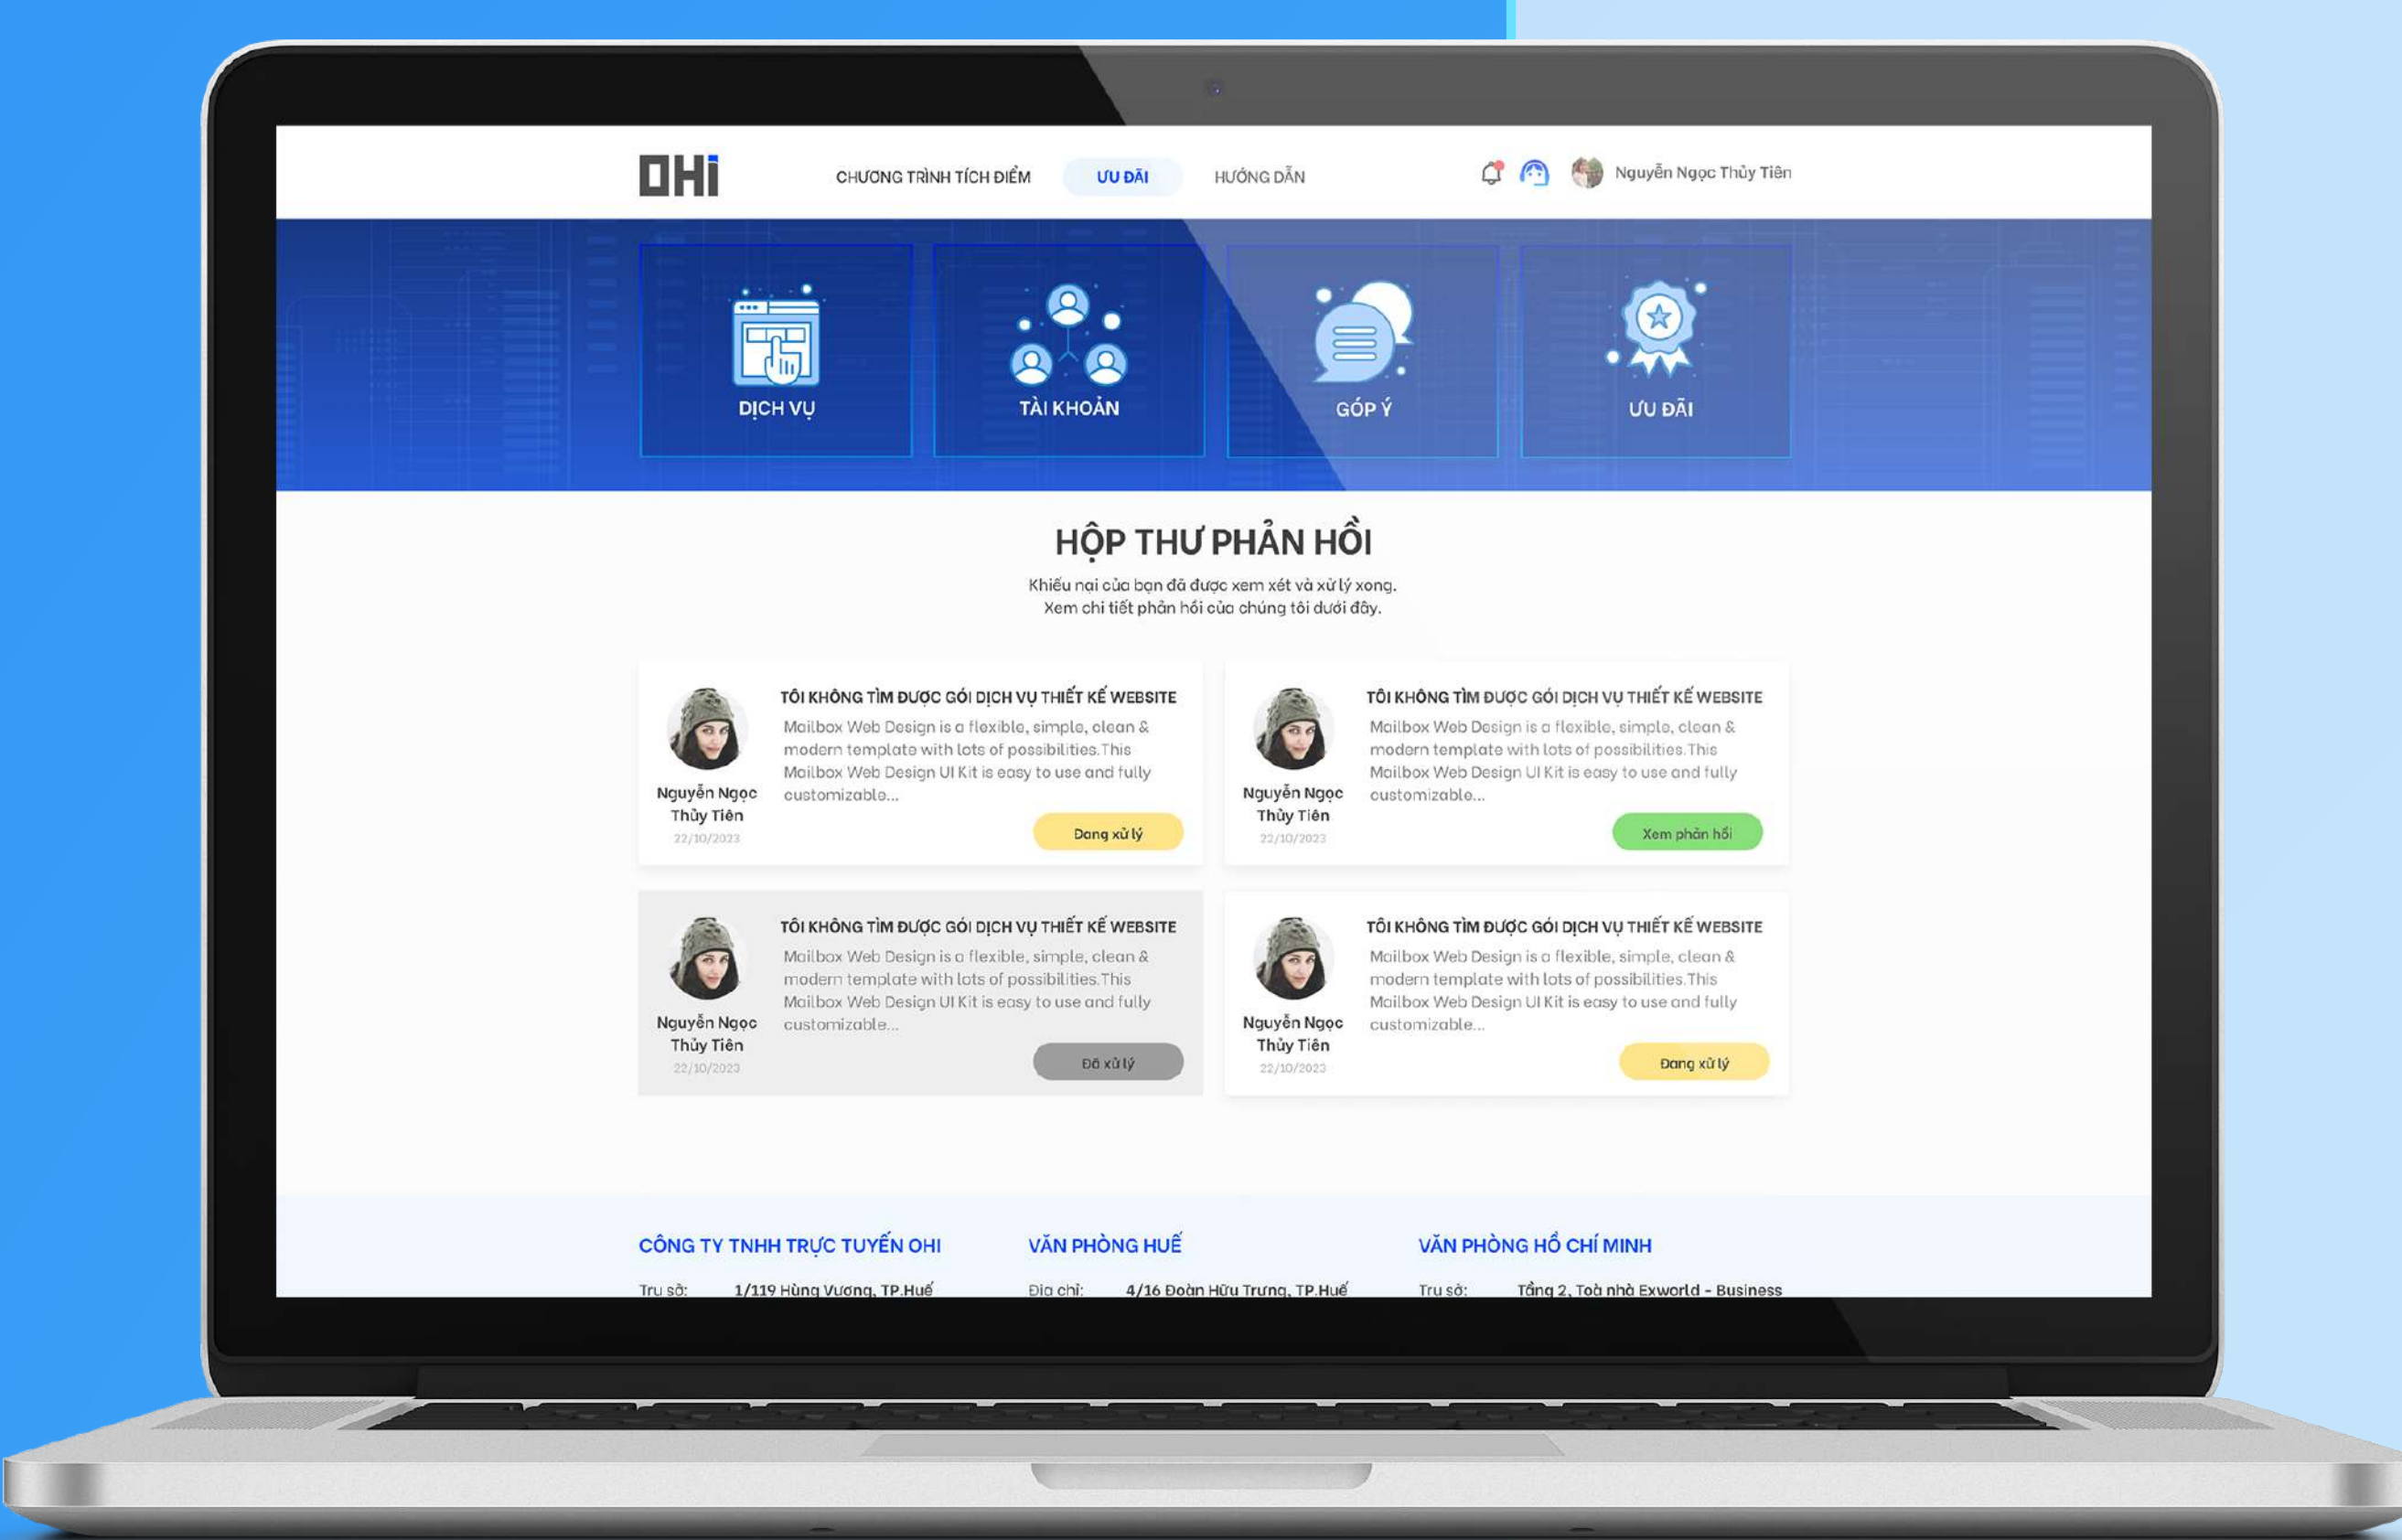 OHi
CHƯƠNG TRÌNH TÍCH ĐIỂM
ƯU ĐÃI
HƯỚNG DẪN
Nguyễn Ngọc Thủy Tiên
DỊCH VỤ
TÀI KHOẢN
GÓP Ý
ƯU ĐÃI
HỘP THƯ PHẢN HỒI
Khiếu nại của bạn đã được xem xét và xử lý xong.
Xem chi tiết phản hồi của chúng tôi dưới đây.
TÔI KHÔNG TÌM ĐƯỢC GÓI DỊCH VỤ THIẾT KẾ WEBSITE
Mailbox Web Design is a flexible, simple, clean &
modern template with lots of possibilities.This
Mailbox Web Design UI Kit is easy to use and fully
customizable...
Nguyễn Ngọc
Thủy Tiên
22/10/2023
Đang xử lý
TÔI KHÔNG TÌM ĐƯỢC GÓI DỊCH VỤ THIẾT KẾ WEBSITE
Mailbox Web Design is a flexible, simple, clean &
modern template with lots of possibilities.This
Mailbox Web Design UI Kit is easy to use and fully
customizable...
Nguyễn Ngọc
Thủy Tiên
22/10/2023
Xem phản hồi
TÔI KHÔNG TÌM ĐƯỢC GÓI DỊCH VỤ THIẾT KẾ WEBSITE
Mailbox Web Design is a flexible, simple, clean &
modern template with lots of possibilities.This
Mailbox Web Design UI Kit is easy to use and fully
customizable...
Nguyễn Ngọc
Thủy Tiên
22/10/2023
Đã xử lý
TÔI KHÔNG TÌM ĐƯỢC GÓI DỊCH VỤ THIẾT KẾ WEBSITE
Mailbox Web Design is a flexible, simple, clean &
modern template with lots of possibilities.This
Mailbox Web Design UI Kit is easy to use and fully
customizable...
Nguyễn Ngọc
Thủy Tiên
22/10/2023
Đang xử lý
CÔNG TY TNHH TRỰC TUYẾN OHI
Trụ sở: 1/119 Hùng Vương, TP.Huế
VĂN PHÒNG HUẾ
Địa chỉ: 4/16 Đoàn Hữu Trưng, TP.Huế
VĂN PHÒNG HỒ CHÍ MINH
Trụ sở: Tầng 2, Toà nhà Exworld - Business